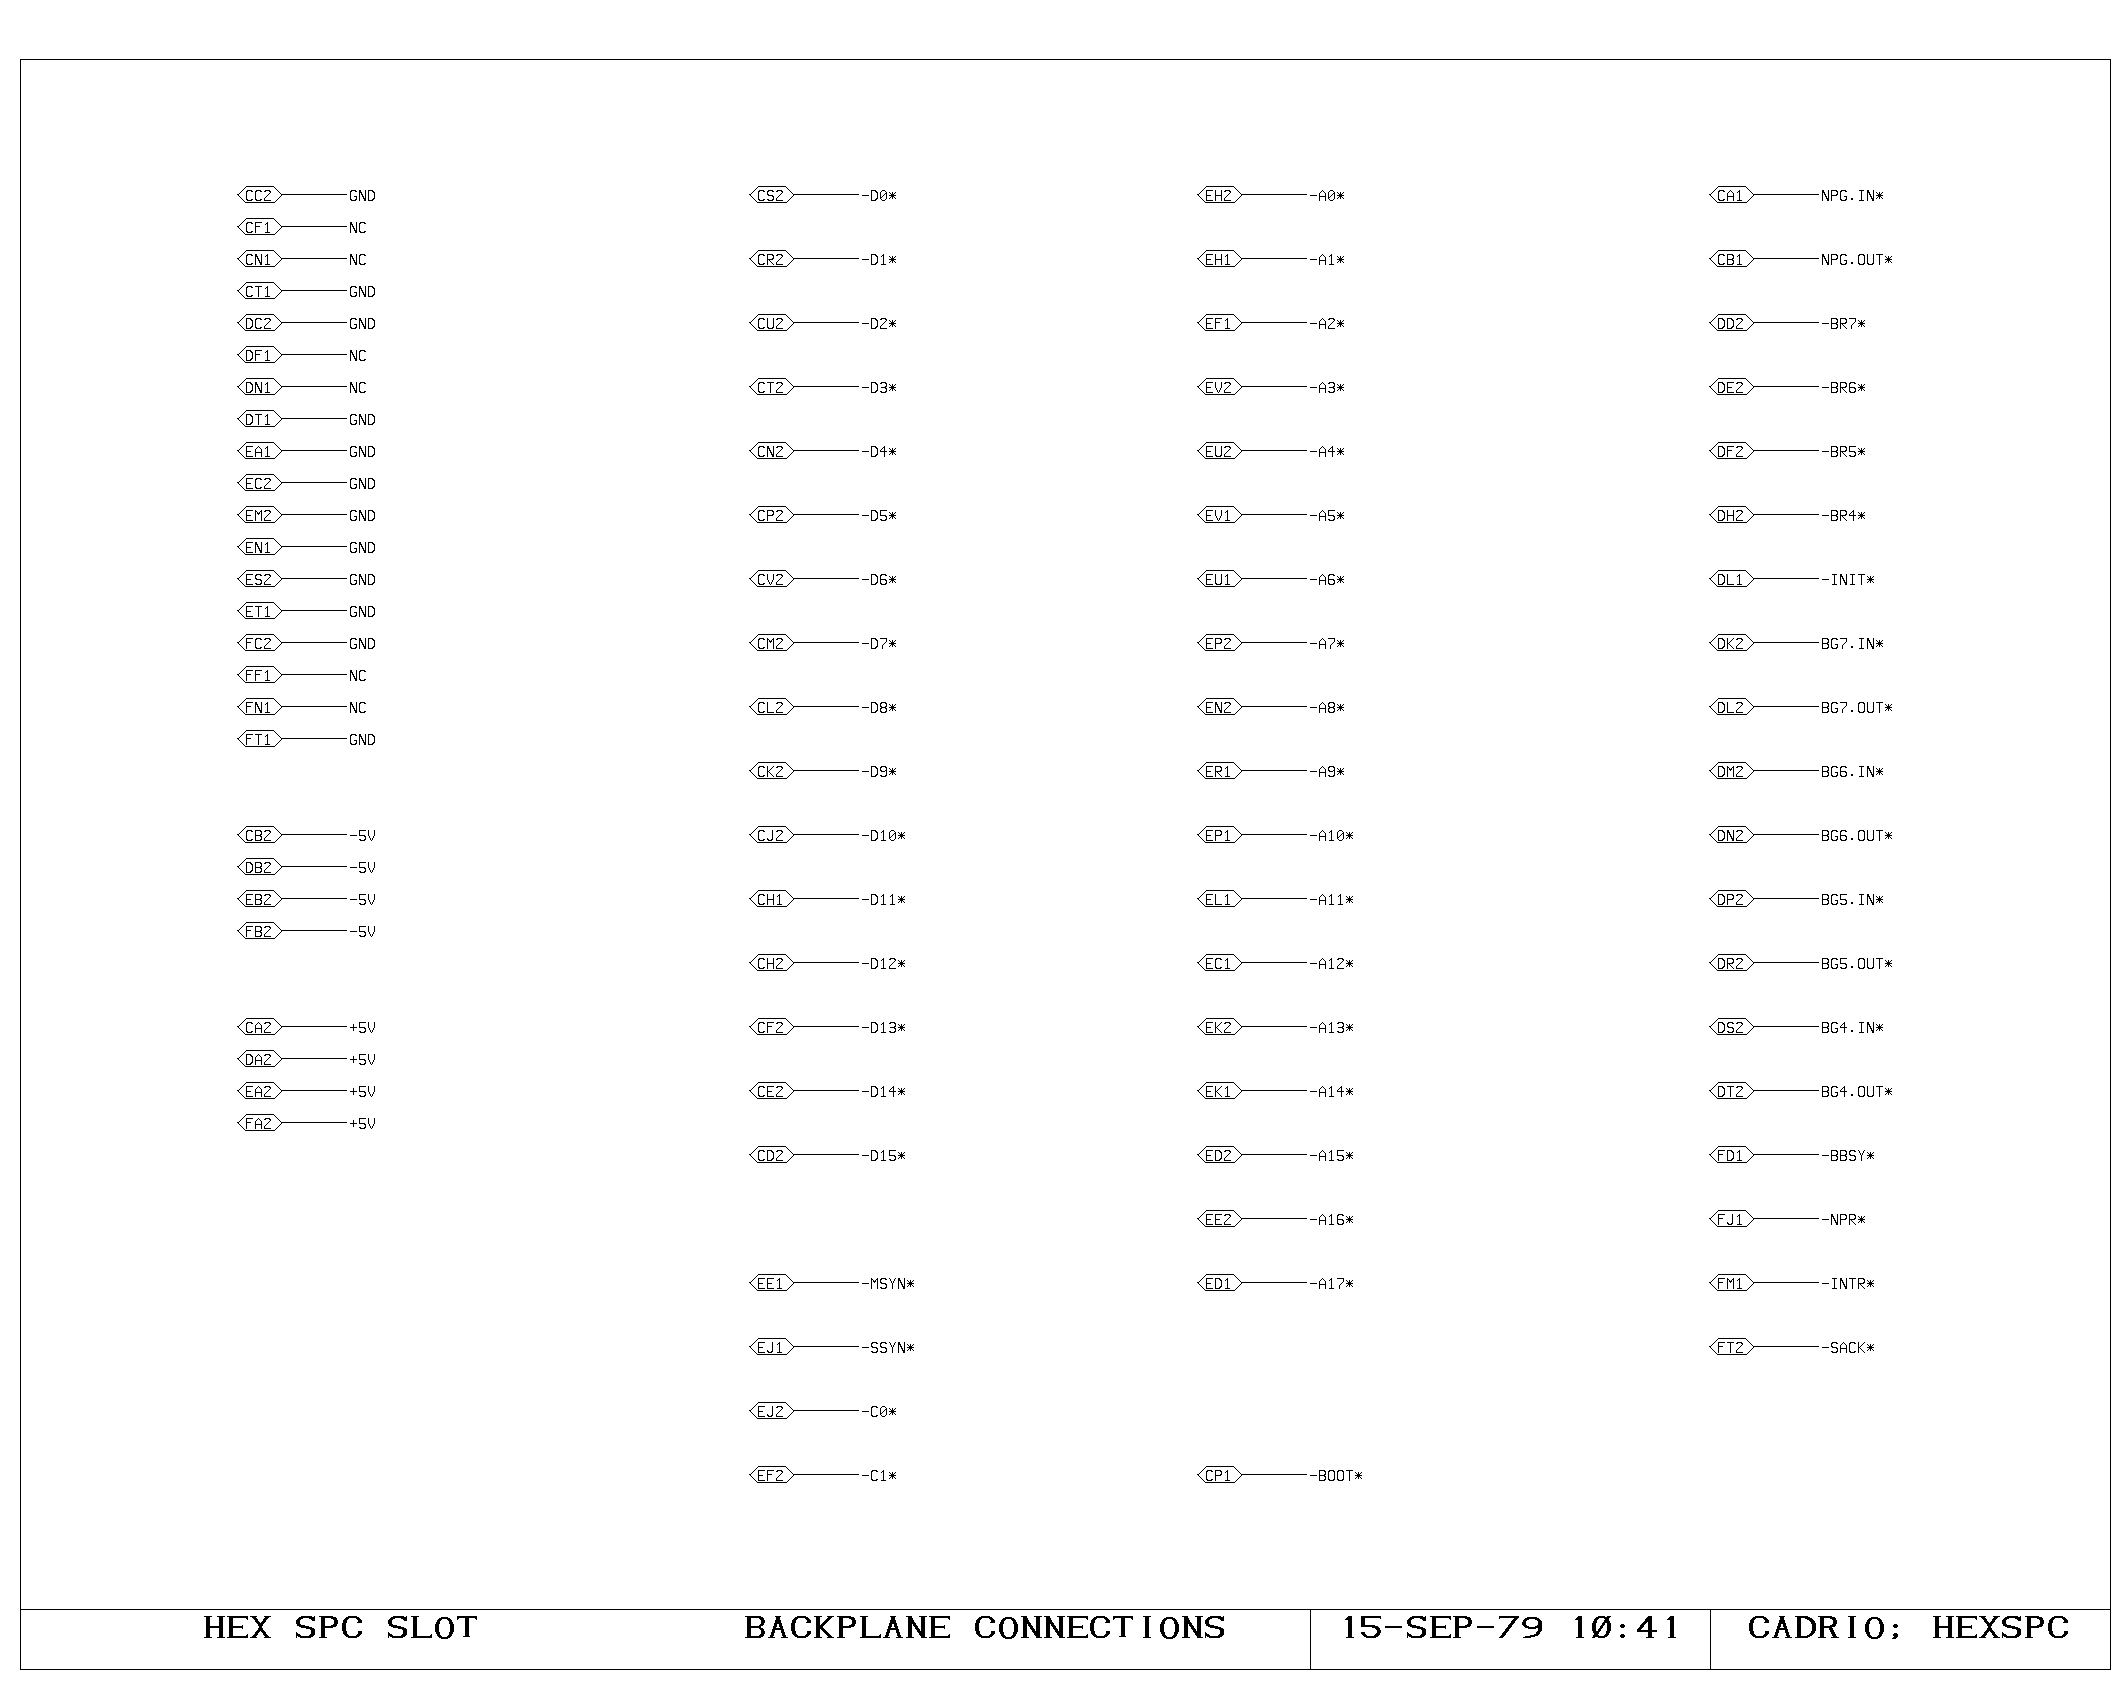 CC2 GND CS2 -D0* EH2 -A0* CA1 NPG.IN*
CF1 NC
CN1 NC CR2 -D1* EH1 -A1* CB1 NPG.OUT*
CT1 GND
DC2 GND CU2 -D2* EF1 -A2* DD2 -BR7*
DF1 NC
DN1 NC CT2 -D3* EV2 -A3* DE2 -BR6*
DT1 GND
EA1 GND CN2 -D4* EU2 -A4* DF2 -BR5*
EC2 GND
EM2 GND CP2 -D5* EV1 -A5* DH2 -BR4*
EN1 GND
ES2 GND CV2 -D6* EU1 -A6* DL1 -INIT*
ET1 GND
FC2 GND CM2 -D7* EP2 -A7* DK2 BG7.IN*
FF1 NC
FN1 NC CL2 -D8* EN2 -A8* DL2 BG7.OUT*
FT1 GND
CK2 -D9* ER1 -A9* DM2 BG6.IN*
CB2 -5V CJ2 -D10* EP1 -A10* DN2 BG6.OUT*
DB2 -5V
EB2 -5V CH1 -D11* EL1 -A11* DP2 BG5.IN*
FB2 -5V
CH2 -D12* EC1 -A12* DR2 BG5.OUT*
CA2 +5V CF2 -D13* EK2 -A13* DS2 BG4.IN*
DA2 +5V
EA2 +5V CE2 -D14* EK1 -A14* DT2 BG4.OUT*
FA2 +5V
CD2 -D15* ED2 -A15* FD1 -BBSY*
EE2 -A16* FJ1 -NPR*
EE1 -MSYN* ED1 -A17* FM1 -INTR*
EJ1 -SSYN* FT2 -SACK*
EJ2 -C0*
EF2 -C1* CP1 -BOOT*
HEX SPC SLOT BACKPLANE CONNECTIONS 15-SEP-79 10:41 CADRIO; HEXSPC